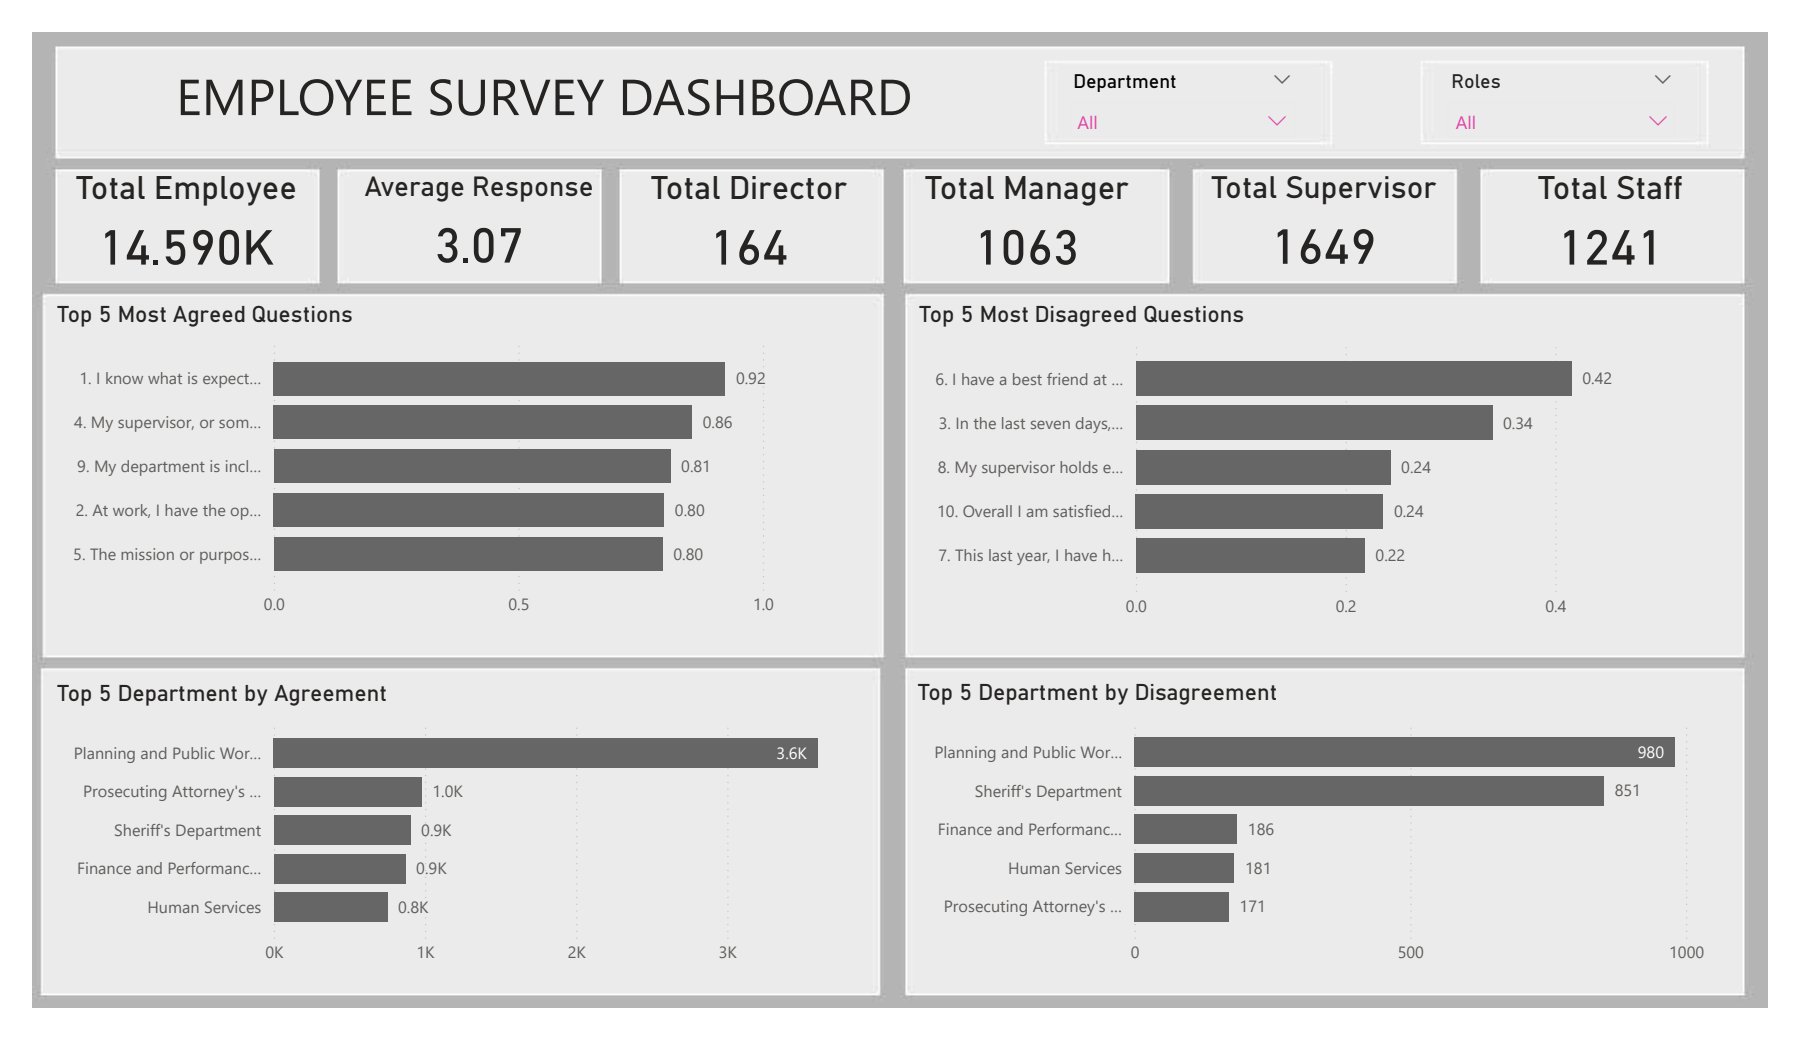 EMPLOYEE SURVEY DASHBOARD
Department
All
Roles
All
Total Employee
14.590K
Average Response
3.07
Total Director
164
Total Manager
1063
Total Supervisor
1649
Total Staff
1241
Top 5 Most Agreed Questions
1. I know what is expect... 0.92
4. My supervisor, or som... 0.86
9. My department is incl... 0.81
2. At work, I have the op... 0.80
5. The mission or purpos... 0.80
0.0 0.5 1.0
Top 5 Most Disagreed Questions
6. I have a best friend at ... 0.42
3. In the last seven days,... 0.34
8. My supervisor holds e... 0.24
10. Overall I am satisfied... 0.24
7. This last year, I have h... 0.22
0.0 0.2 0.4
Top 5 Department by Agreement
Planning and Public Wor... 3.6K
Prosecuting Attorney's ... 1.0K
Sheriff's Department 0.9K
Finance and Performanc... 0.9K
Human Services 0.8K
0K 1K 2K 3K
Top 5 Department by Disagreement
Planning and Public Wor... 980
Sheriff's Department 851
Finance and Performanc... 186
Human Services 181
Prosecuting Attorney's ... 171
0 500 1000